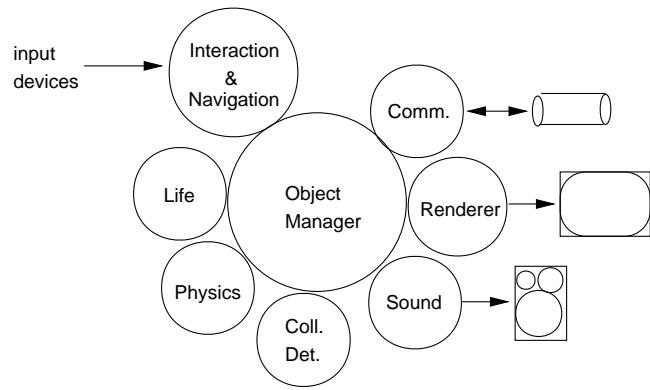 input
devices
Interaction
&
Navigation
Comm.
Life
Object
Manager
Renderer
Physics
Sound
Coll.
Det.